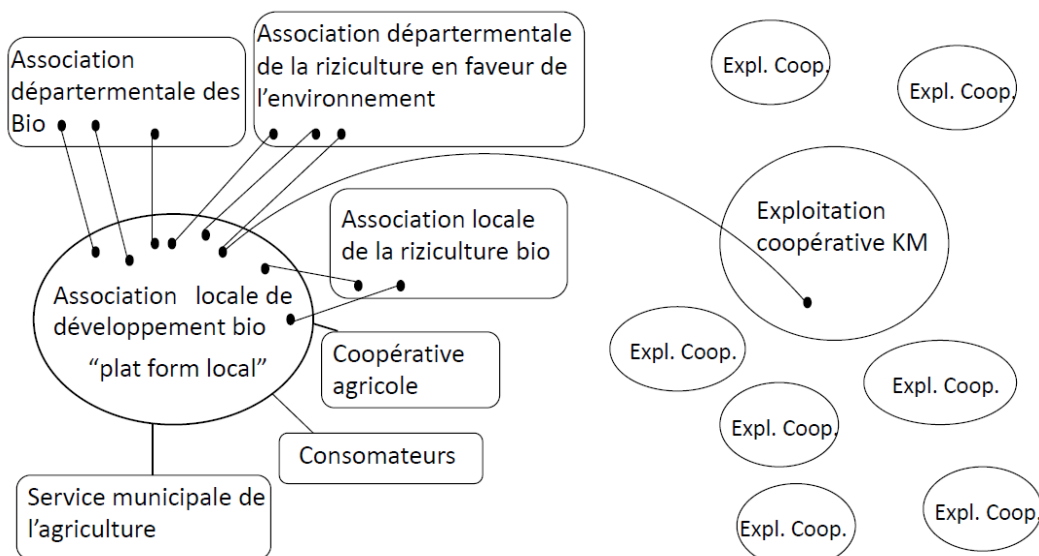 Association
départermentale des
Bio
Association départermentale
de la riziculture en faveur de
l’environnement
Expl. Coop.
Expl. Coop.
Association locale
de la riziculture bio
Exploitation
coopérative KM
Association locale de
développement bio
“plat form local”
Coopérative
agricole
Consomateurs
Service municipale de
l’agriculture
Expl. Coop.
Expl. Coop.
Expl. Coop.
Expl. Coop.
Expl. Coop.